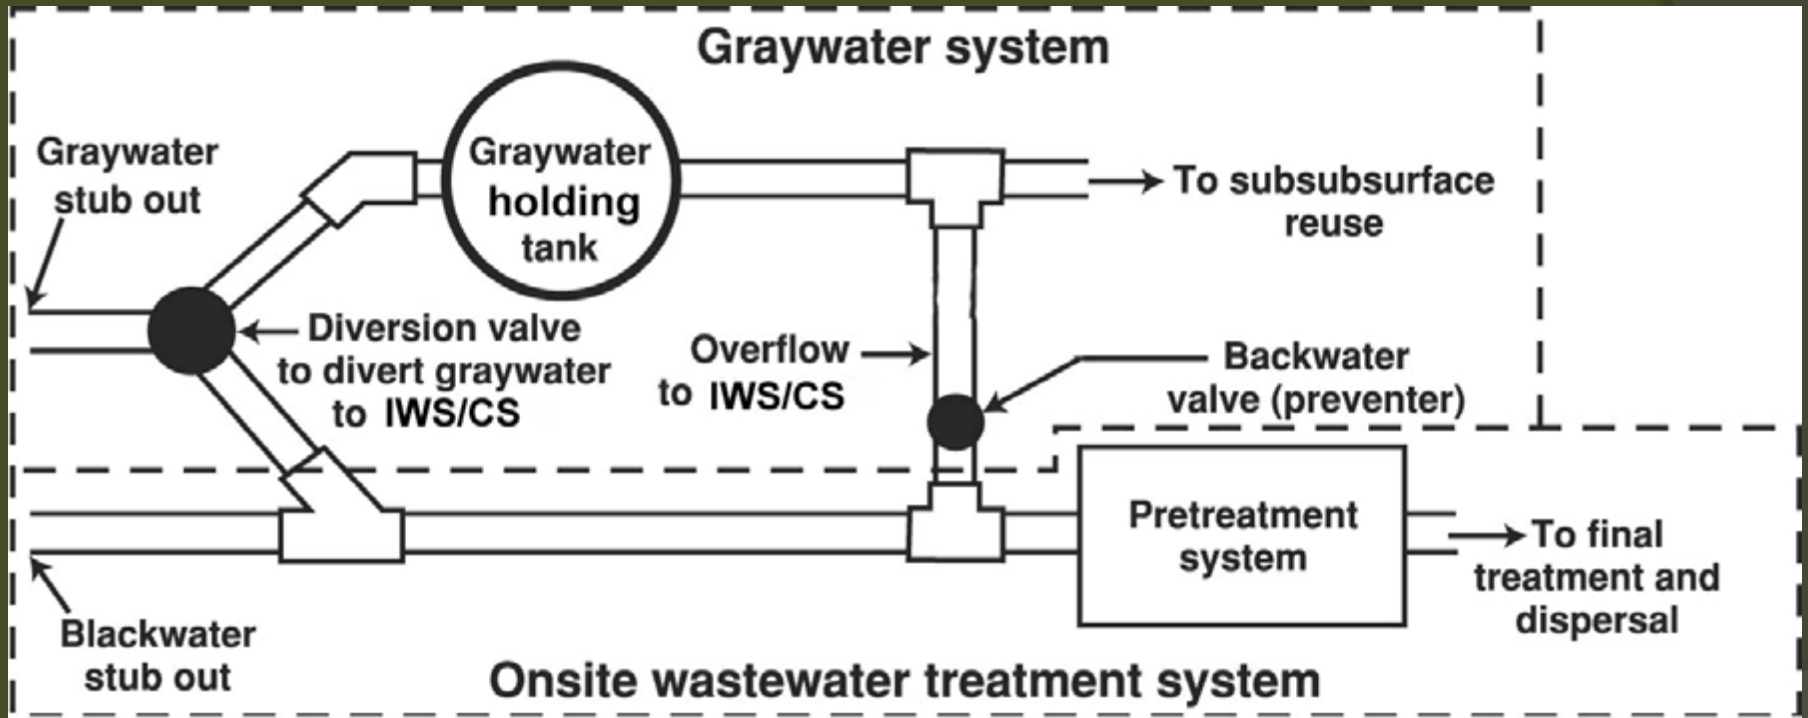 Graywater system
Graywater
stub out
Graywater
holding
tank
To subsubsurface
reuse
Diversion valve
to divert graywater
to IWS/CS
Overflow
to IWS/CS
Backwater
valve (preventer)
Pretreatment
system
To final
treatment and
dispersal
Blackwater
stub out
Onsite wastewater treatment system